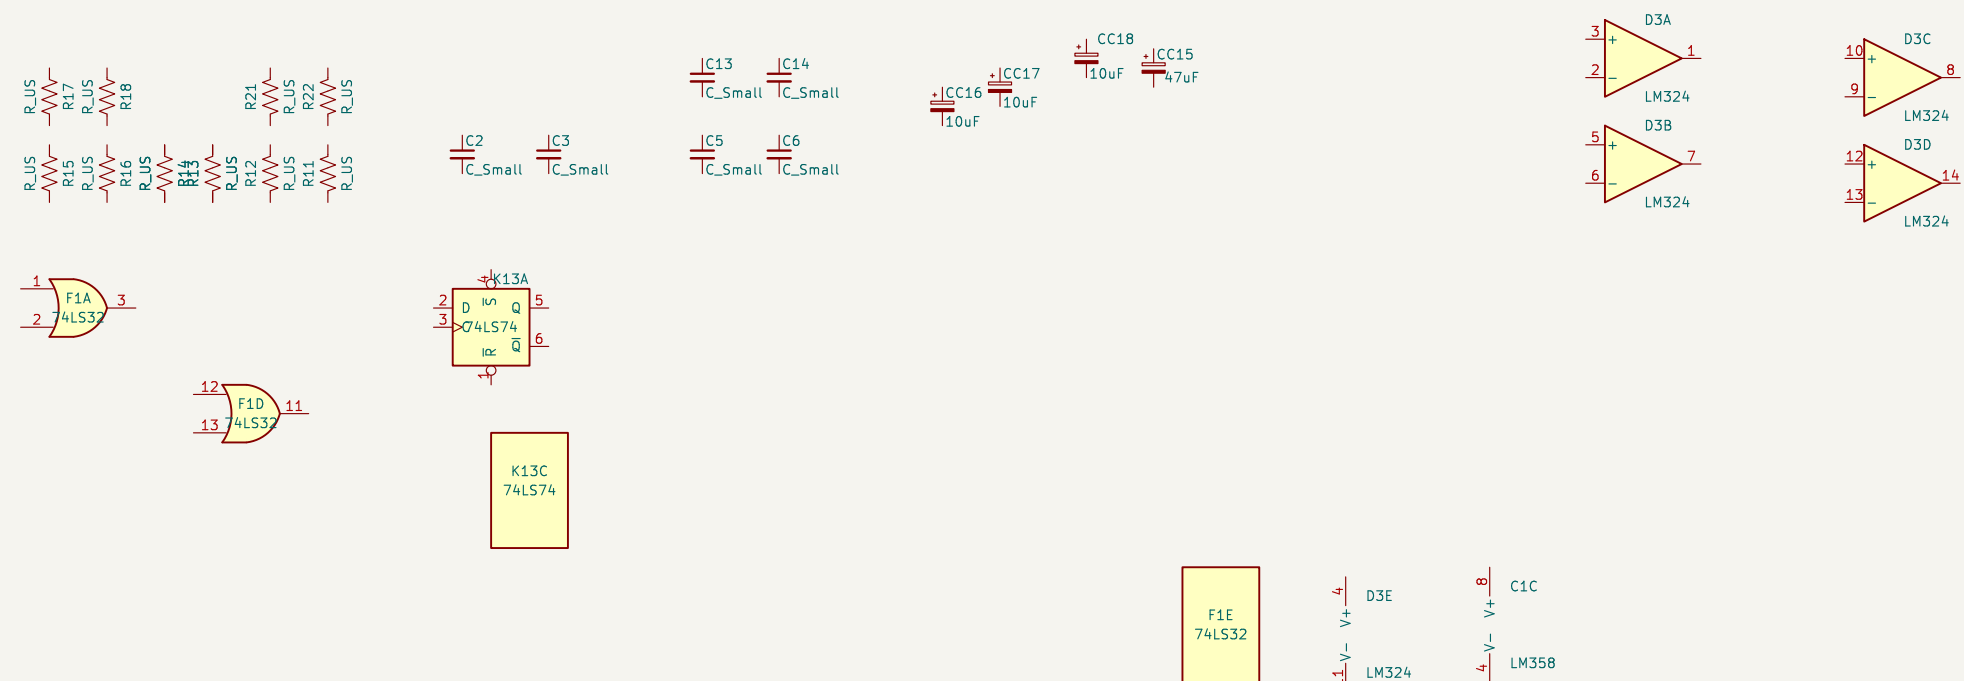 R_US R17 R_US R18
R21 R_US R22 R_US
R_US R15 R_US R16 R_US R14 R13 R_US R12 R_US R11 R_US
C2
C_Small
C3
C_Small
C13
C_Small
C14
C_Small
C5
C_Small
C6
C_Small
CC16
10uF
CC17
10uF
CC18
10uF
CC15
47uF
D3A
3 + 1
2 −
LM324
D3B
5 + 7
6 −
LM324
D3C
10 + 8
9 −
LM324
D3D
12 + 14
13 −
LM324
1 F1A 3
2 74LS32
12 F1D 11
13 74LS32
4 K13A
S
2 D Q 5
3 C 74LS74
Q 6
R
1
K13C
74LS74
F1E
74LS32
4 D3E
V+
V-
LM324
8 C1C
V+
V-
4 LM358